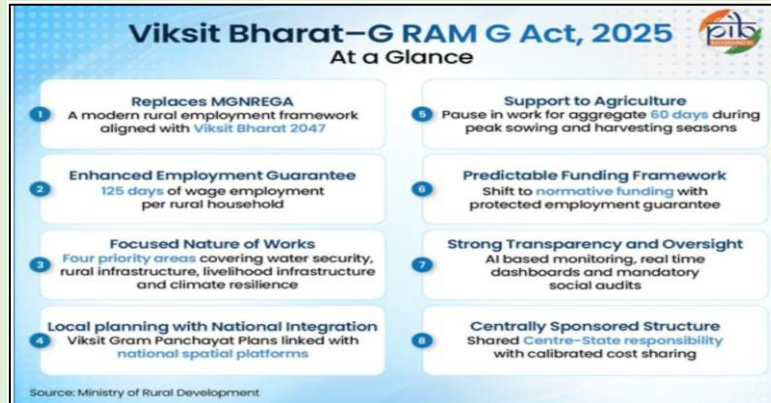 Viksit Bharat–G RAM G Act, 2025
At a Glance
pib
1
Replaces MGNREGA
A modern rural employment framework
aligned with Viksit Bharat 2047
2
Enhanced Employment Guarantee
125 days of wage employment
per rural household
3
Focused Nature of Works
Four priority areas covering water security,
rural infrastructure, livelihood infrastructure
and climate resilience
4
Local planning with National Integration
Viksit Gram Panchayat Plans linked with
national spatial platforms
5
Support to Agriculture
Pause in work for aggregate 60 days during
peak sowing and harvesting seasons
6
Predictable Funding Framework
Shift to normative funding with
protected employment guarantee
7
Strong Transparency and Oversight
AI based monitoring, real time
dashboards and mandatory
social audits
8
Centrally Sponsored Structure
Shared Centre-State responsibility
with calibrated cost sharing
Source: Ministry of Rural Development